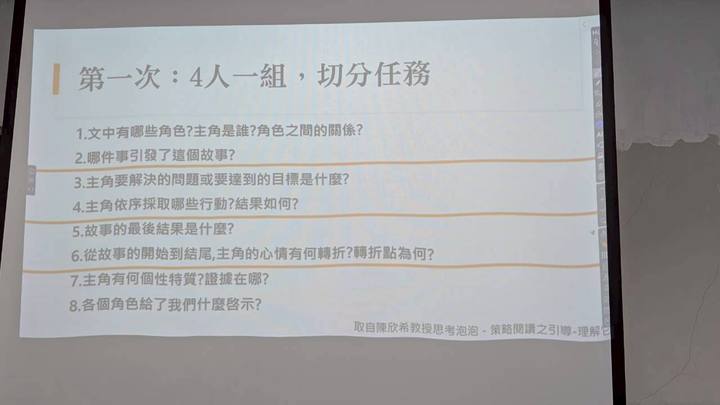 第一次：4人一組，切分任務
1.文中有哪些角色?主角是誰?角色之間的關係?
2.哪件事引發了這個故事?
3.主角要解決的問題或要達到的目標是什麼?
4.主角依序採取哪些行動?結果如何?
5.故事的最後結果是什麼?
6.從故事的開始到結尾,主角的心情有何轉折?轉折點為何?
7.主角有何個性特質?證據在哪?
8.各個角色給了我們什麼啓示?
取自陳欣希教授思考泡泡 - 策略閱讀之引導-理解